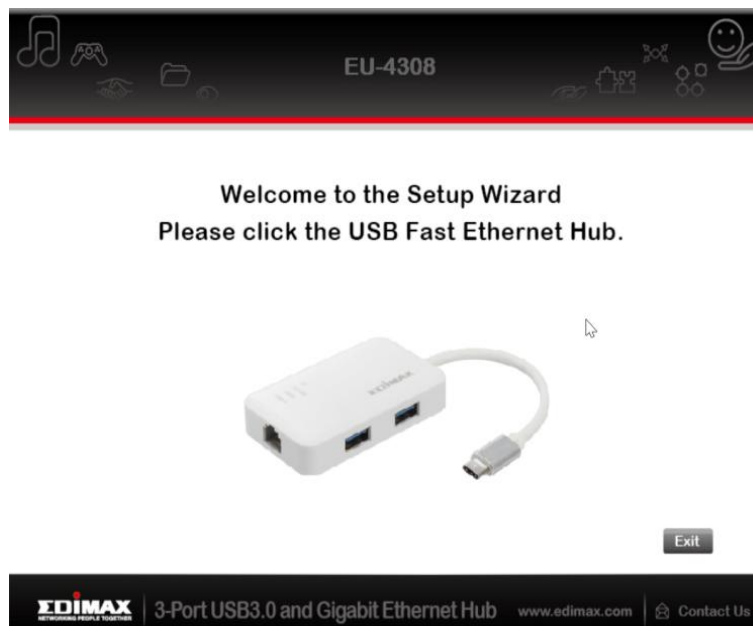 EU-4308
Welcome to the Setup Wizard
Please click the USB Fast Ethernet Hub.
EDIMAX
Exit
EDIMAX
NETWORKING PEOPLE TOGETHER
3-Port USB3.0 and Gigabit Ethernet Hub
www.edimax.com
Contact Us